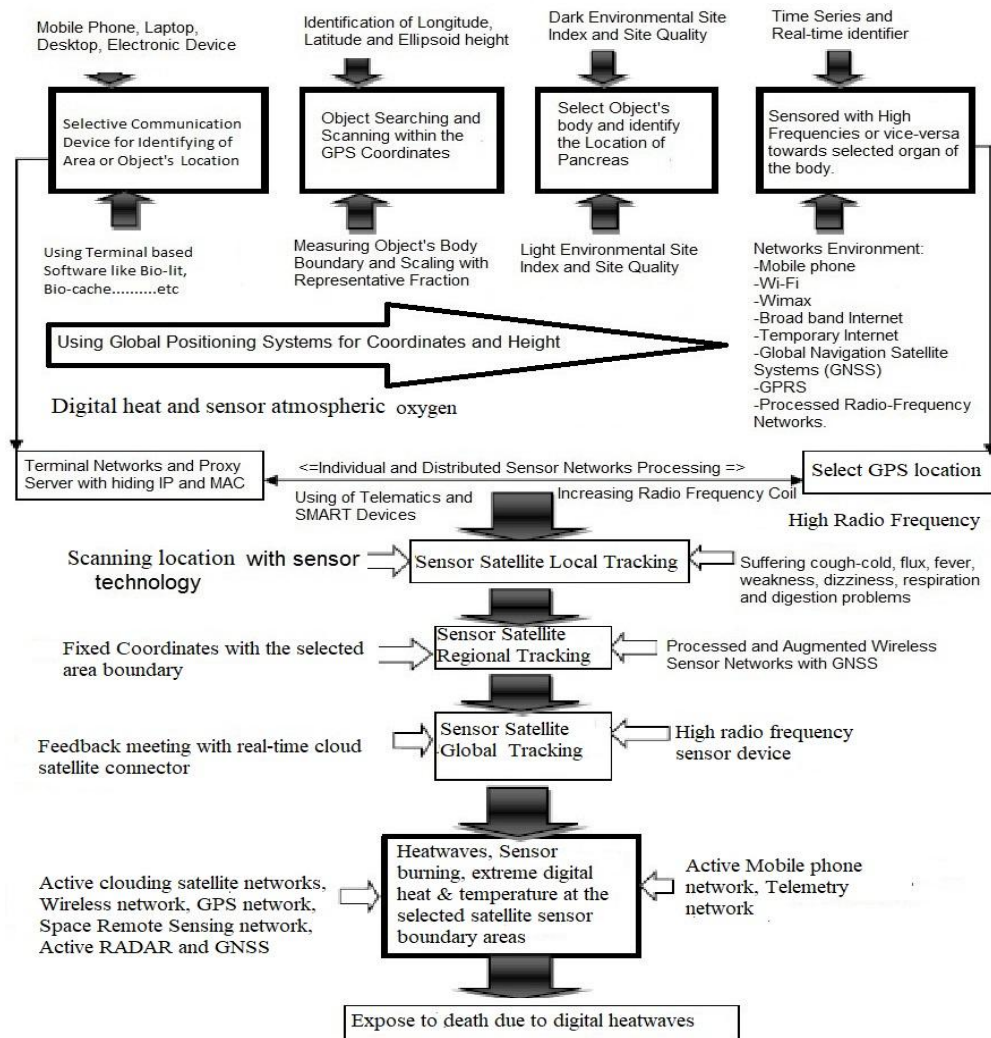 Mobile Phone, Laptop,
Desktop, Electronic Device
Identification of Longitude,
Latitude and Ellipsoid height
Dark Environmental Site
Index and Site Quality
Time Series and
Real-time identifier
Selective Communication
Device for Identifying of
Area or Object's Location
Object Searching and
Scanning within the
GPS Coordinates
Select Object's
body and identify
the Location of
Pancreas
Sensored with High
Frequencies or vice-versa
towards selected organ of
the body.
Using Terminal based
Software like Bio-lit,
Bio-cache..........etc
Measuring Object's Body
Boundary and Scaling with
Representative Fraction
Light Environmental Site
Index and Site Quality
Networks Environment:
-Mobile phone
-Wi-Fi
-Wimax
-Broad band Internet
-Temporary Internet
-Global Navigation Satellite
Systems (GNSS)
-GPRS
-Processed Radio-Frequency
Networks.
Using Global Positioning Systems for Coordinates and Height
Digital heat and sensor atmospheric oxygen
Terminal Networks and Proxy
Server with hiding IP and MAC
<=Individual and Distributed Sensor Networks Processing =>
Select GPS location
Using of Telematics and
SMART Devices
Increasing Radio Frequency Coil
High Radio Frequency
Scanning location with sensor
technology
Sensor Satellite Local Tracking
Suffering cough-cold, flux, fever,
weakness, dizziness, respiration
and digestion problems
Fixed Coordinates with the selected
area boundary
Sensor Satellite
Regional Tracking
Processed and Augmented Wireless
Sensor Networks with GNSS
Feedback meeting with real-time cloud
satellite connector
Sensor Satellite
Global Tracking
High radio frequency
sensor device
Heatwaves, Sensor
burning, extreme digital
heat & temperature at the
selected satellite sensor
boundary areas
Active clouding satellite networks,
Wireless network, GPS network,
Space Remote Sensing network,
Active RADAR and GNSS
Active Mobile phone
network, Telemetry
network
Expose to death due to digital heatwaves